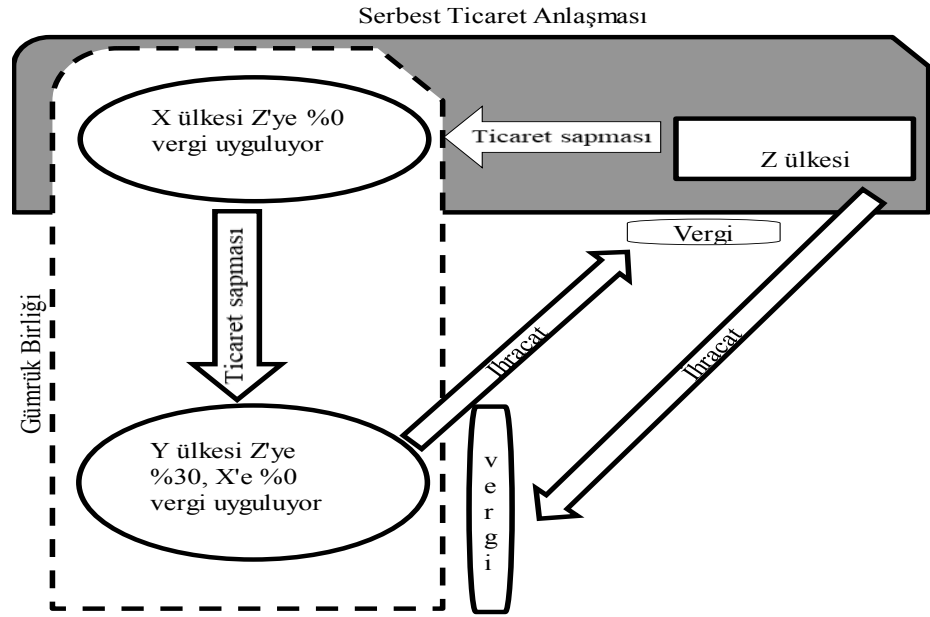 Serbest Ticaret Anlaşması
X ülkesi Z'ye %0
vergi uyguluyor
Ticaret sapması
Z ülkesi
Vergi
Ticaret sapması
Gümrük Birliği
İhracat
İhracat
Y ülkesi Z'ye
%30, X'e %0
vergi uyguluyor
vergi